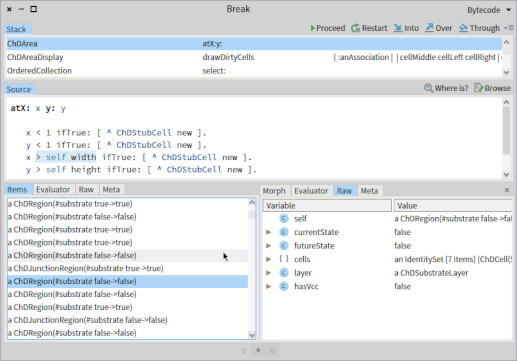 Break
Bytecode
Stack
Proceed Restart Into Over Through
ChDArea atX:y:
ChDAreaDisplay drawDirtyCells [ :anAssociation | | cellMiddle cellLeft cellRight |
OrderedCollection select:
Source
Where is? Browse
atX: x y: y
x < 1 ifTrue: [ ^ ChDStubCell new ].
y < 1 ifTrue: [ ^ ChDStubCell new ].
x > self width ifTrue: [ ^ ChDStubCell new ].
y > self height ifTrue: [ ^ ChDStubCell new ].
Items Evaluator Raw Meta
a ChDRegion(#substrate true->true)
a ChDRegion(#substrate false->false)
a ChDRegion(#substrate true->true)
a ChDRegion(#substrate true->true)
a ChDRegion(#substrate false->false)
a ChDJunctionRegion(#substrate true->true)
a ChDRegion(#substrate false->false)
a ChDRegion(#substrate false->false)
a ChDRegion(#substrate true->true)
a ChDJunctionRegion(#substrate false->false)
a ChDRegion(#substrate false->false)
Morph Evaluator Raw Meta
Variable Value
self a ChDRegion(#substrate false->fal
currentState false
futureState false
cells an IdentitySet [7 items] (ChDCell(
layer a ChDSubstrateLayer
hasVcc false